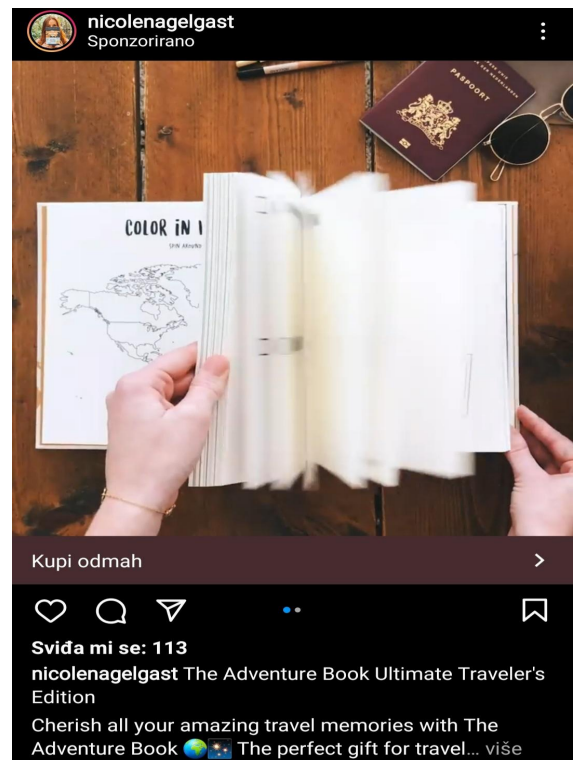 nicolenagelgast
Sponzorirano
PASPOORT
COLOR iN
Kupi odmah
Sviđa mi se: 113
nicolenagelgast The Adventure Book Ultimate Traveler's
Edition
Cherish all your amazing travel memories with The
Adventure Book 🌍🎇 The perfect gift for travel... više